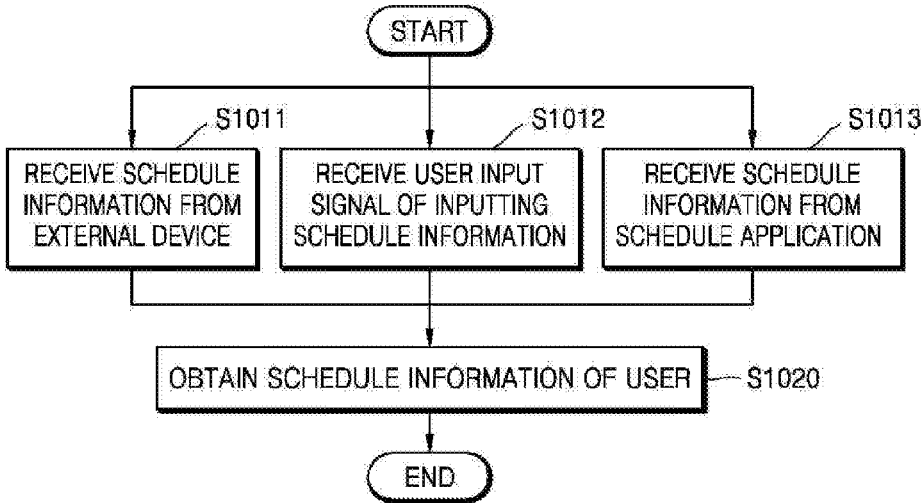 START
S1011
S1012
S1013
RECEIVE SCHEDULE
INFORMATION FROM
EXTERNAL DEVICE
RECEIVE USER INPUT
SIGNAL OF INPUTTING
SCHEDULE INFORMATION
RECEIVE SCHEDULE
INFORMATION FROM
SCHEDULE APPLICATION
OBTAIN SCHEDULE INFORMATION OF USER
S1020
END